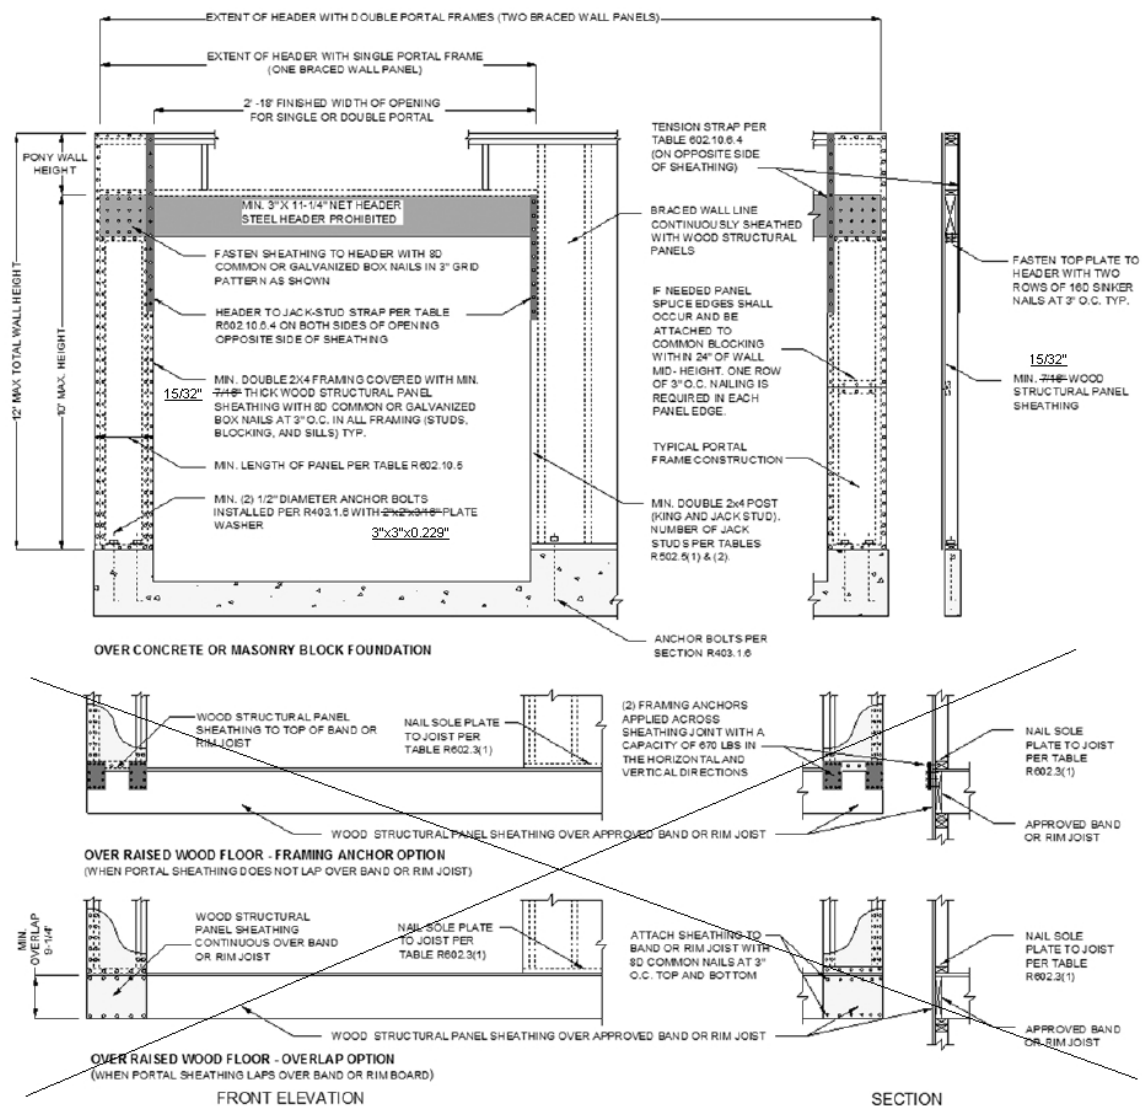 EXTENT OF HEADER WITH DOUBLE PORTAL FRAMES (TWO BRACED WALL PANELS)
EXTENT OF HEADER WITH SINGLE PORTAL FRAME
(ONE BRACED WALL PANEL)
2' -18' FINISHED WIDTH OF OPENING
FOR SINGLE OR DOUBLE PORTAL
PONY WALL
HEIGHT
12' MAX TOTAL WALL HEIGHT
10' MAX. HEIGHT
MIN. 3" X 11-1/4" NET HEADER
STEEL HEADER PROHIBITED
FASTEN SHEATHING TO HEADER WITH 8D
COMMON OR GALVANIZED BOX NAILS IN 3" GRID
PATTERN AS SHOWN
HEADER TO JACK-STUD STRAP PER TABLE
R602.10.6.4 ON BOTH SIDES OF OPENING
OPPOSITE SIDE OF SHEATHING
MIN. DOUBLE 2X4 FRAMING COVERED WITH MIN.
15/32" 7/16" THICK WOOD STRUCTURAL PANEL
SHEATHING WITH 8D COMMON OR GALVANIZED
BOX NAILS AT 3" O.C. IN ALL FRAMING (STUDS,
BLOCKING, AND SILLS) TYP.
MIN. LENGTH OF PANEL PER TABLE R602.10.5
MIN. (2) 1/2" DIAMETER ANCHOR BOLTS
INSTALLED PER R403.1.6 WITH 2"x2"x3/16" PLATE
WASHER
3"x3"x0.229"
TENSION STRAP PER
TABLE 602.10.6.4
(ON OPPOSITE SIDE
OF SHEATHING)
BRACED WALL LINE
CONTINUOUSLY SHEATHED
WITH WOOD STRUCTURAL
PANELS
IF NEEDED PANEL
SPLICE EDGES SHALL
OCCUR AND BE
ATTACHED TO
COMMON BLOCKING
WITHIN 24" OF WALL
MID- HEIGHT. ONE ROW
OF 3" O.C. NAILING IS
REQUIRED IN EACH
PANEL EDGE.
TYPICAL PORTAL
FRAME CONSTRUCTION
MIN. DOUBLE 2x4 POST
(KING AND JACK STUD).
NUMBER OF JACK
STUDS PER TABLES
R502.5(1) & (2).
ANCHOR BOLTS PER
SECTION R403.1.6
FASTEN TOP PLATE TO
HEADER WITH TWO
ROWS OF 16D SINKER
NAILS AT 3" O.C. TYP.
15/32"
MIN. 7/16" WOOD
STRUCTURAL PANEL
SHEATHING
OVER CONCRETE OR MASONRY BLOCK FOUNDATION
WOOD STRUCTURAL PANEL
SHEATHING TO TOP OF BAND OR
RIM JOIST
NAIL SOLE PLATE
TO JOIST PER
TABLE R602.3(1)
(2) FRAMING ANCHORS
APPLIED ACROSS
SHEATHING JOINT WITH A
CAPACITY OF 670 LBS IN
THE HORIZONTAL AND
VERTICAL DIRECTIONS
NAIL SOLE
PLATE TO JOIST
PER TABLE
R602.3(1)
WOOD STRUCTURAL PANEL SHEATHING OVER APPROVED BAND OR RIM JOIST
APPROVED BAND
OR RIM JOIST
OVER RAISED WOOD FLOOR - FRAMING ANCHOR OPTION
(WHEN PORTAL SHEATHING DOES NOT LAP OVER BAND OR RIM JOIST)
MIN.
OVERLAP
9-1/4"
WOOD STRUCTURAL
PANEL SHEATHING
CONTINUOUS OVER BAND
OR RIM JOIST
NAIL SOLE PLATE
TO JOIST PER
TABLE R602.3(1)
ATTACH SHEATHING TO
BAND OR RIM JOIST WITH
8D COMMON NAILS AT 3"
O.C. TOP AND BOTTOM
NAIL SOLE
PLATE TO JOIST
PER TABLE
R602.3(1)
WOOD STRUCTURAL PANEL SHEATHING OVER APPROVED BAND OR RIM JOIST
APPROVED BAND
OR RIM JOIST
OVER RAISED WOOD FLOOR - OVERLAP OPTION
(WHEN PORTAL SHEATHING LAPS OVER BAND OR RIM BOARD)
FRONT ELEVATION
SECTION